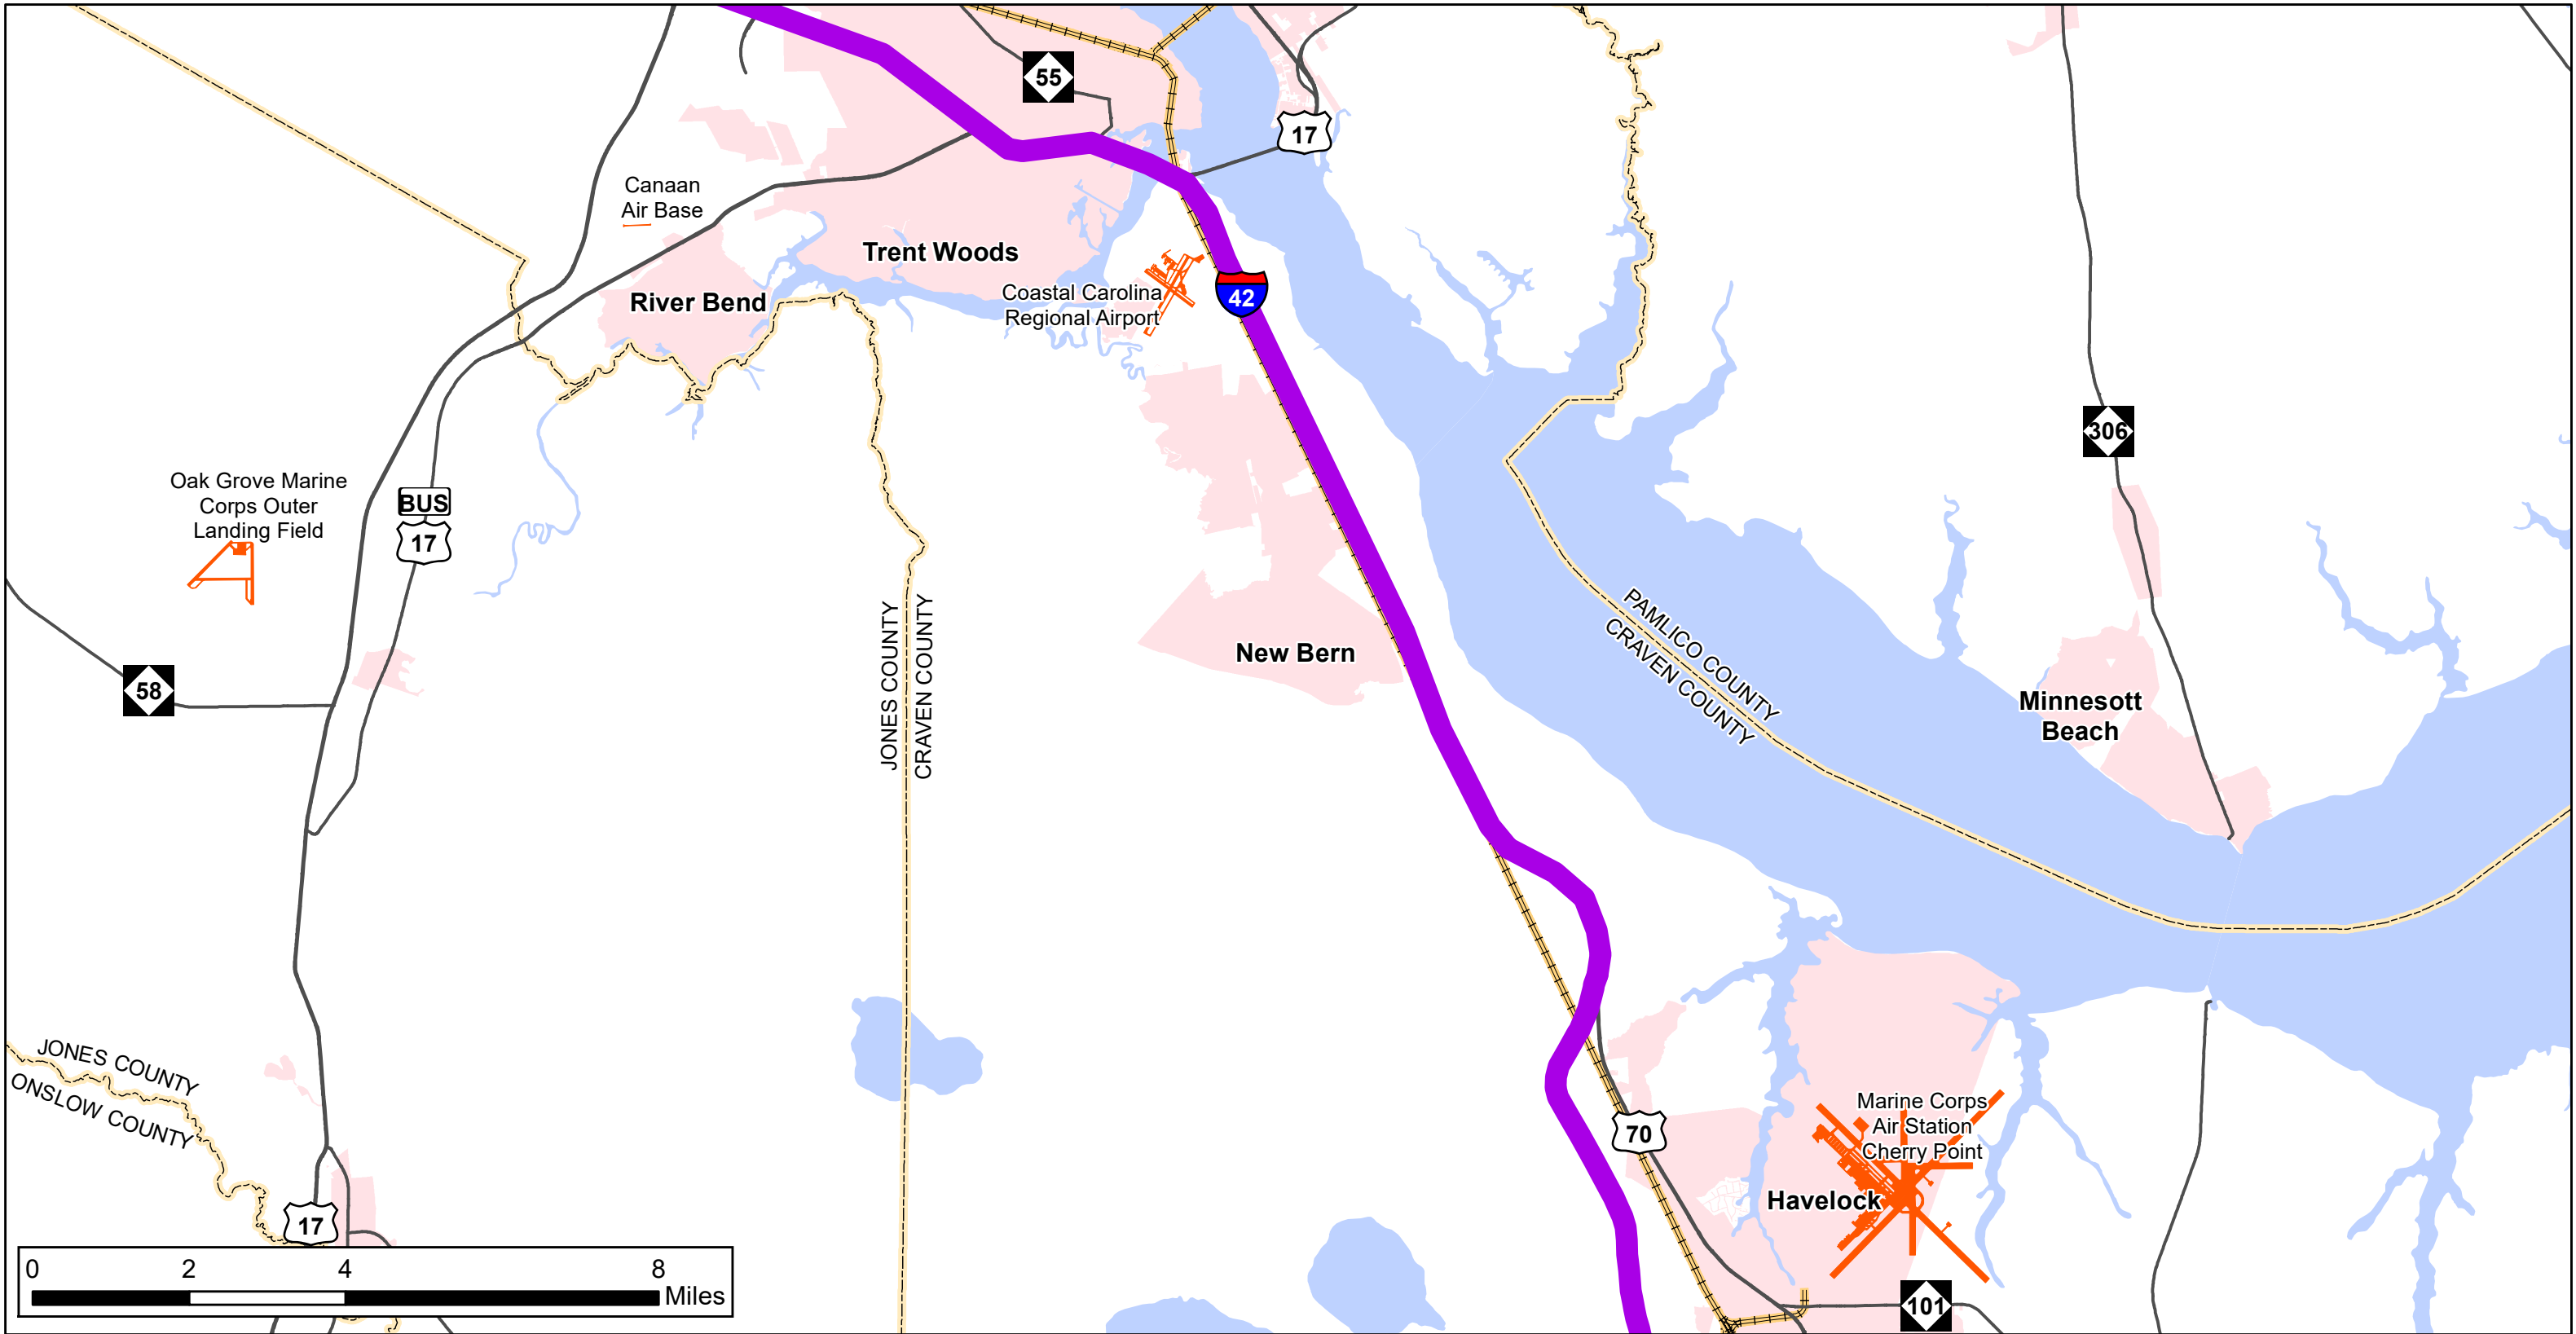 55
17
Canaan
Air Base
Trent Woods
River Bend
Coastal Carolina
Regional Airport
42
306
Oak Grove Marine
Corps Outer
Landing Field
BUS
17
58
New Bern
JONES COUNTY
CRAVEN COUNTY
PAMLICO COUNTY
CRAVEN COUNTY
Minnesott
Beach
JONES COUNTY
ONSLOW COUNTY
70
Marine Corps
Air Station
Cherry Point
Havelock
17
101
0 2 4 8
Miles